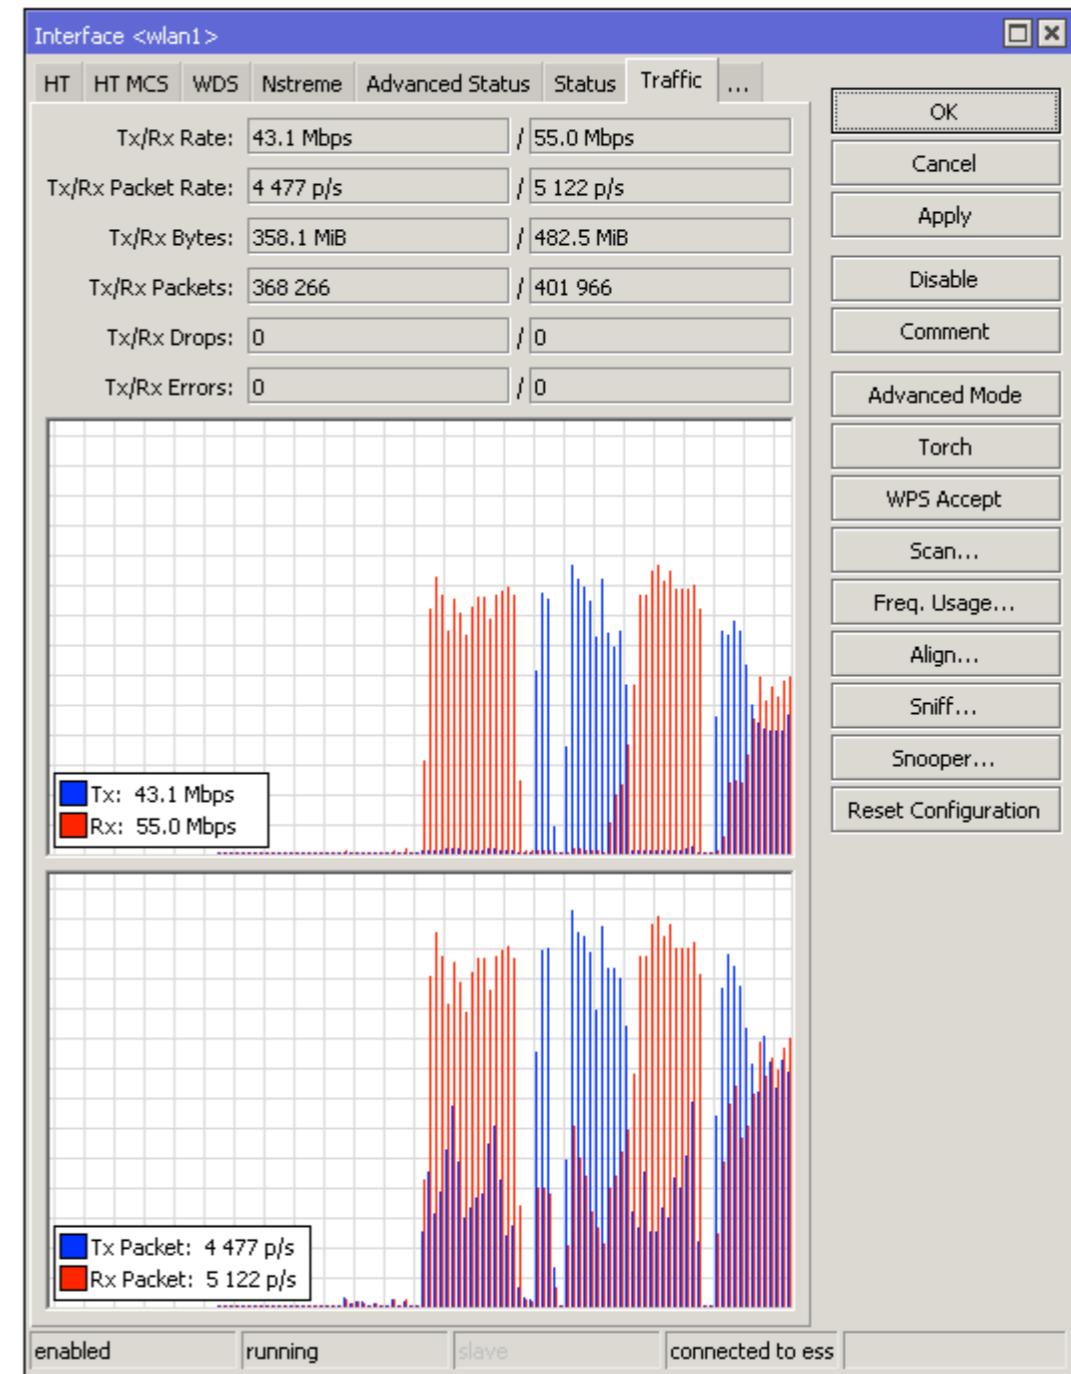 Interface <wlan1>
HT HT MCS WDS Nstreme Advanced Status Status Traffic ...
Tx/Rx Rate: 43.1 Mbps / 55.0 Mbps
Tx/Rx Packet Rate: 4 477 p/s / 5 122 p/s
Tx/Rx Bytes: 358.1 MiB / 482.5 MiB
Tx/Rx Packets: 368 266 / 401 966
Tx/Rx Drops: 0 / 0
Tx/Rx Errors: 0 / 0
Tx: 43.1 Mbps
Rx: 55.0 Mbps
Tx Packet: 4 477 p/s
Rx Packet: 5 122 p/s
OK
Cancel
Apply
Disable
Comment
Advanced Mode
Torch
WPS Accept
Scan...
Freq. Usage...
Align...
Sniff...
Snooper...
Reset Configuration
enabled running slave connected to ess